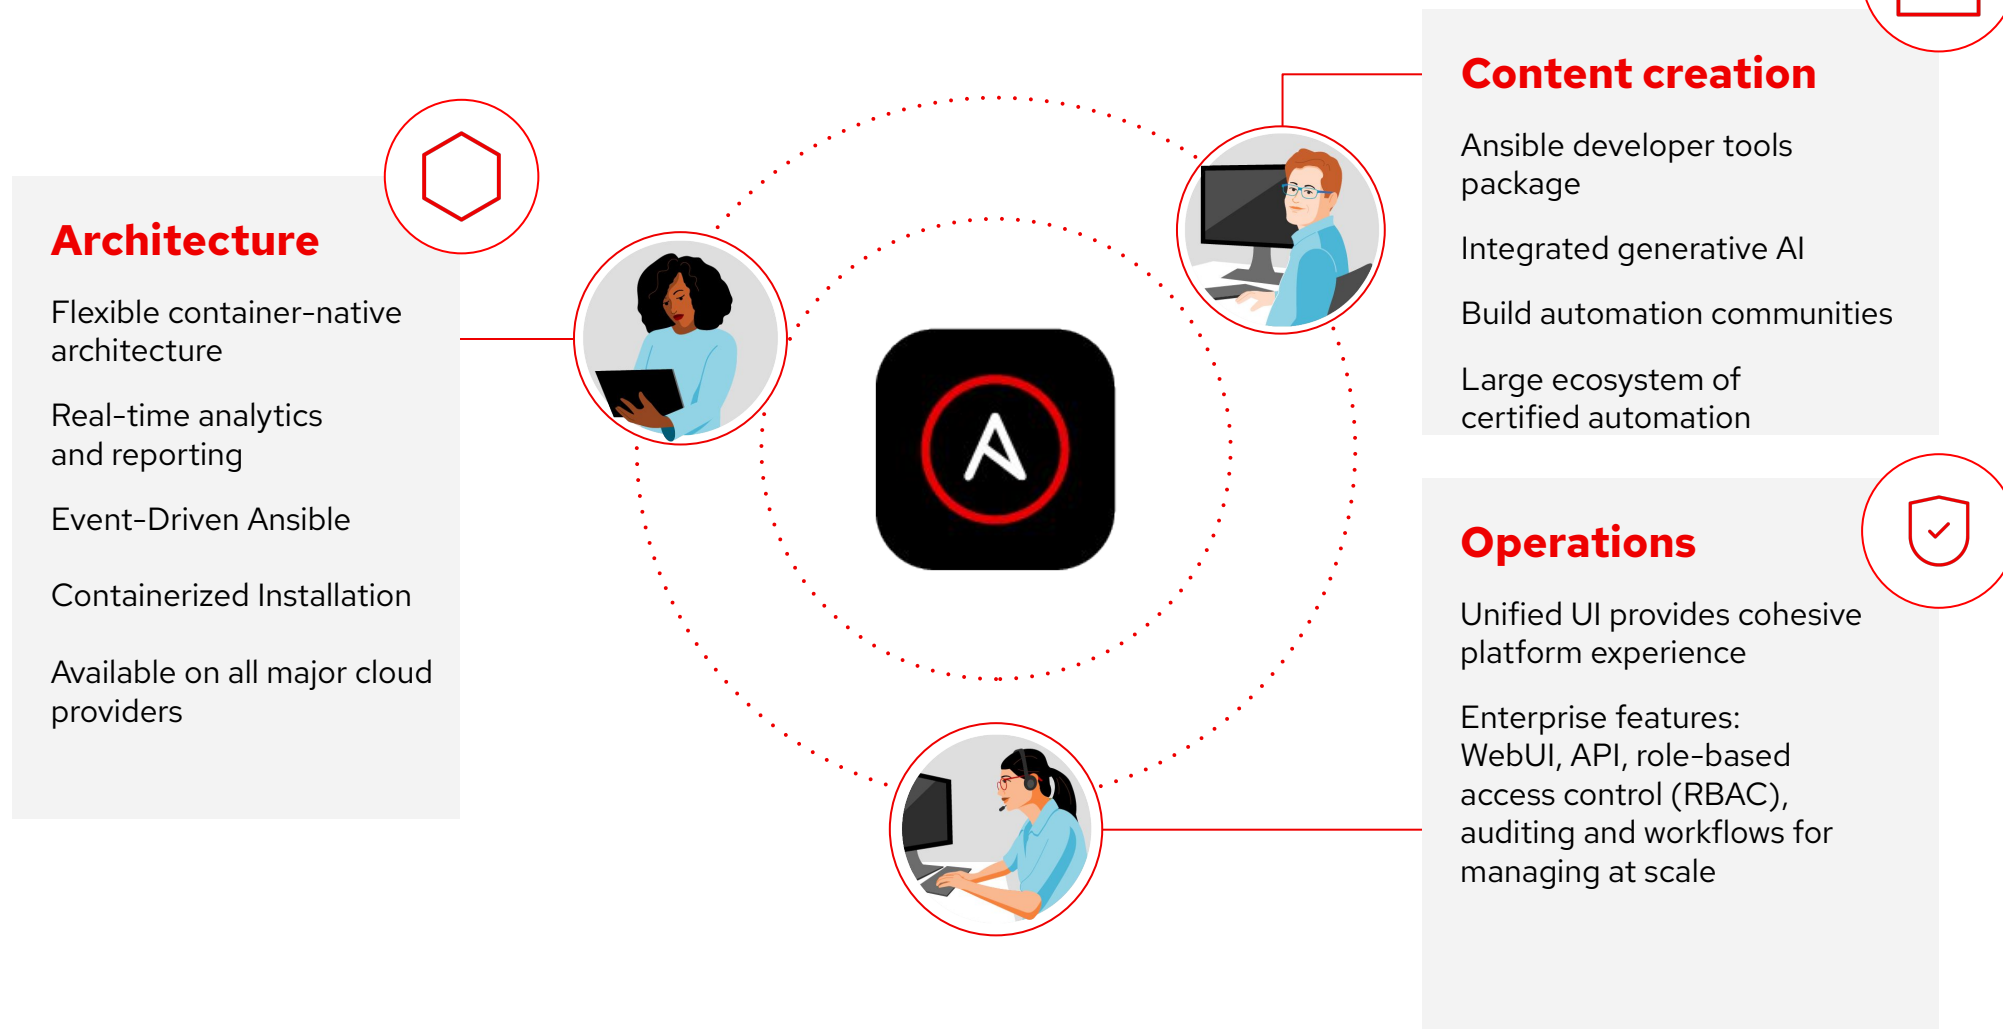 Architecture
Flexible container-native
architecture
Real-time analytics
and reporting
Event-Driven Ansible
Containerized Installation
Available on all major cloud
providers
Content creation
Ansible developer tools
package
Integrated generative AI
Build automation communities
Large ecosystem of
certified automation
Operations
Unified UI provides cohesive
platform experience
Enterprise features:
WebUI, API, role-based
access control (RBAC),
auditing and workflows for
managing at scale